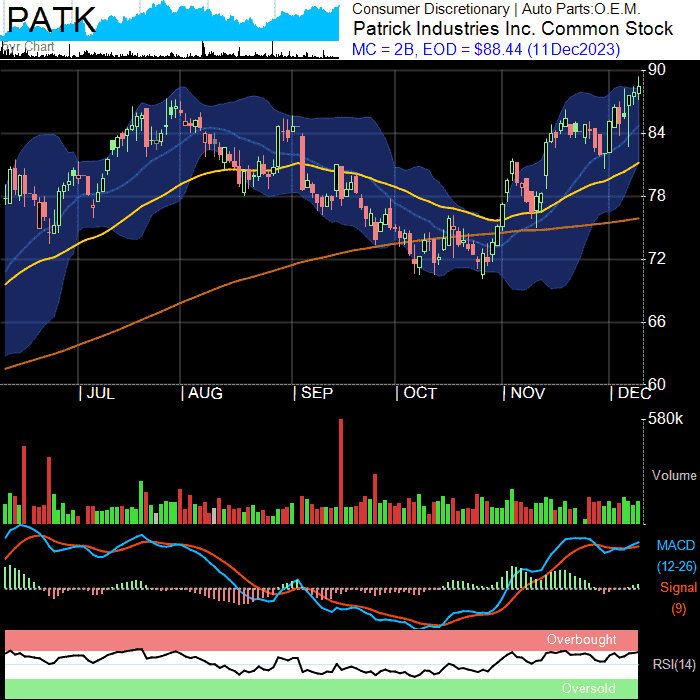 PATK
Consumer Discretionary | Auto Parts:O.E.M.
Patrick Industries Inc. Common Stock
MC = 2B, EOD = $88.44 (11Dec2023)
Chart
90
84
78
72
66
60
JUL
AUG
SEP
OCT
NOV
DEC
580k
Volume
MACD
(12-26)
Signal
(9)
Overbought
RSI(14)
Oversold